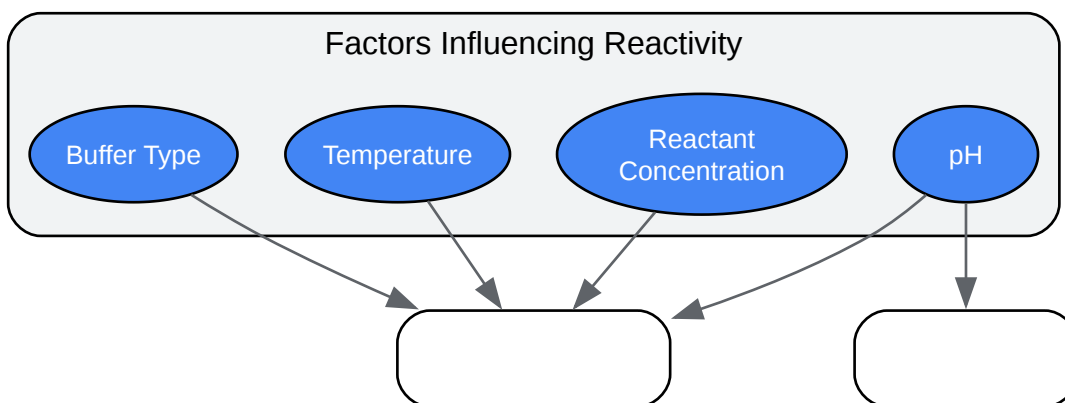 Factors Influencing Reactivity
Buffer Type
Temperature
Reactant
Concentration
pH